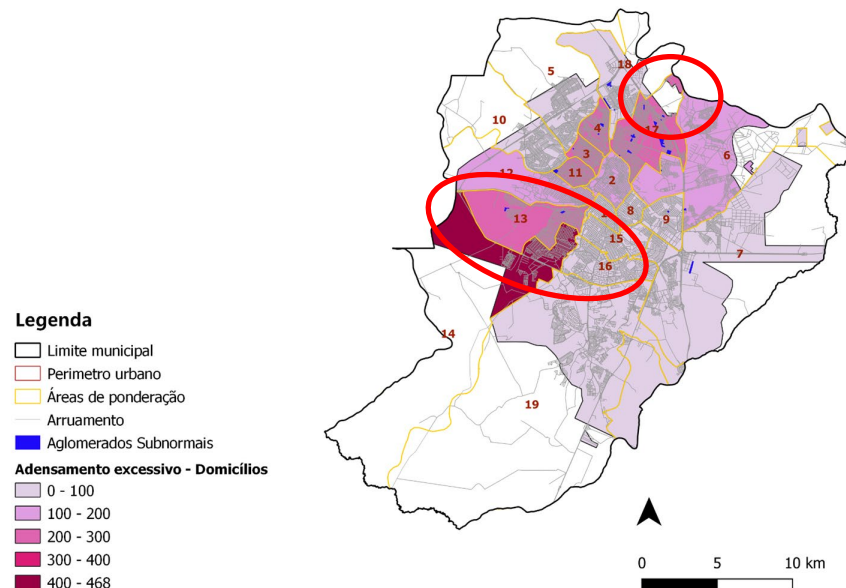 18
5
10
4
17
3
6
12
11
2
13
1
8
9
15
7
16
14
19
Legenda
Limite municipal
Perimetro urbano
Áreas de ponderação
Arruamento
Aglomerados Subnormais
Adensamento excessivo - Domicílios
0 - 100
100 - 200
200 - 300
300 - 400
400 - 468
0 5 10 km